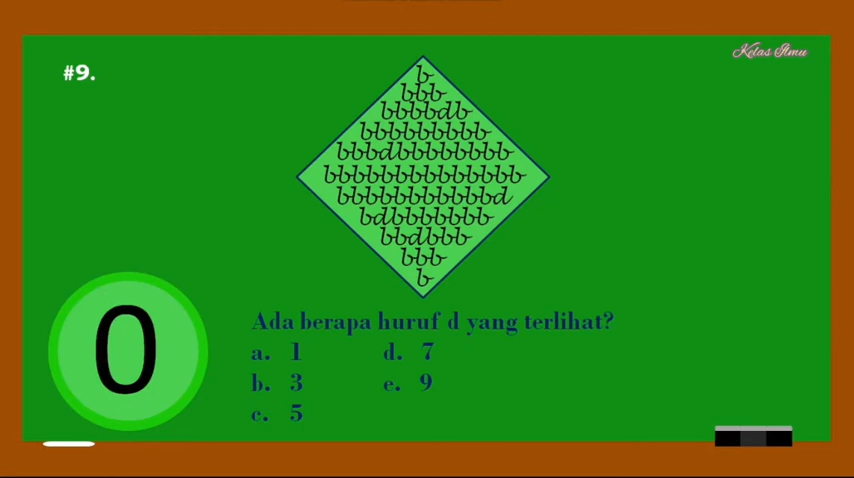 Kelas Ilmu
#9.
b
bbb
bbbbdb
bbbbbbbbb
bbbdbbbbbbbb
bbbbbbbbbbbbbb
bbbbbbbbbbbd
bdbbbbbbb
bbdbbb
bbb
b
0
Ada berapa huruf d yang terlihat?
a. 1 d. 7
b. 3 e. 9
c. 5